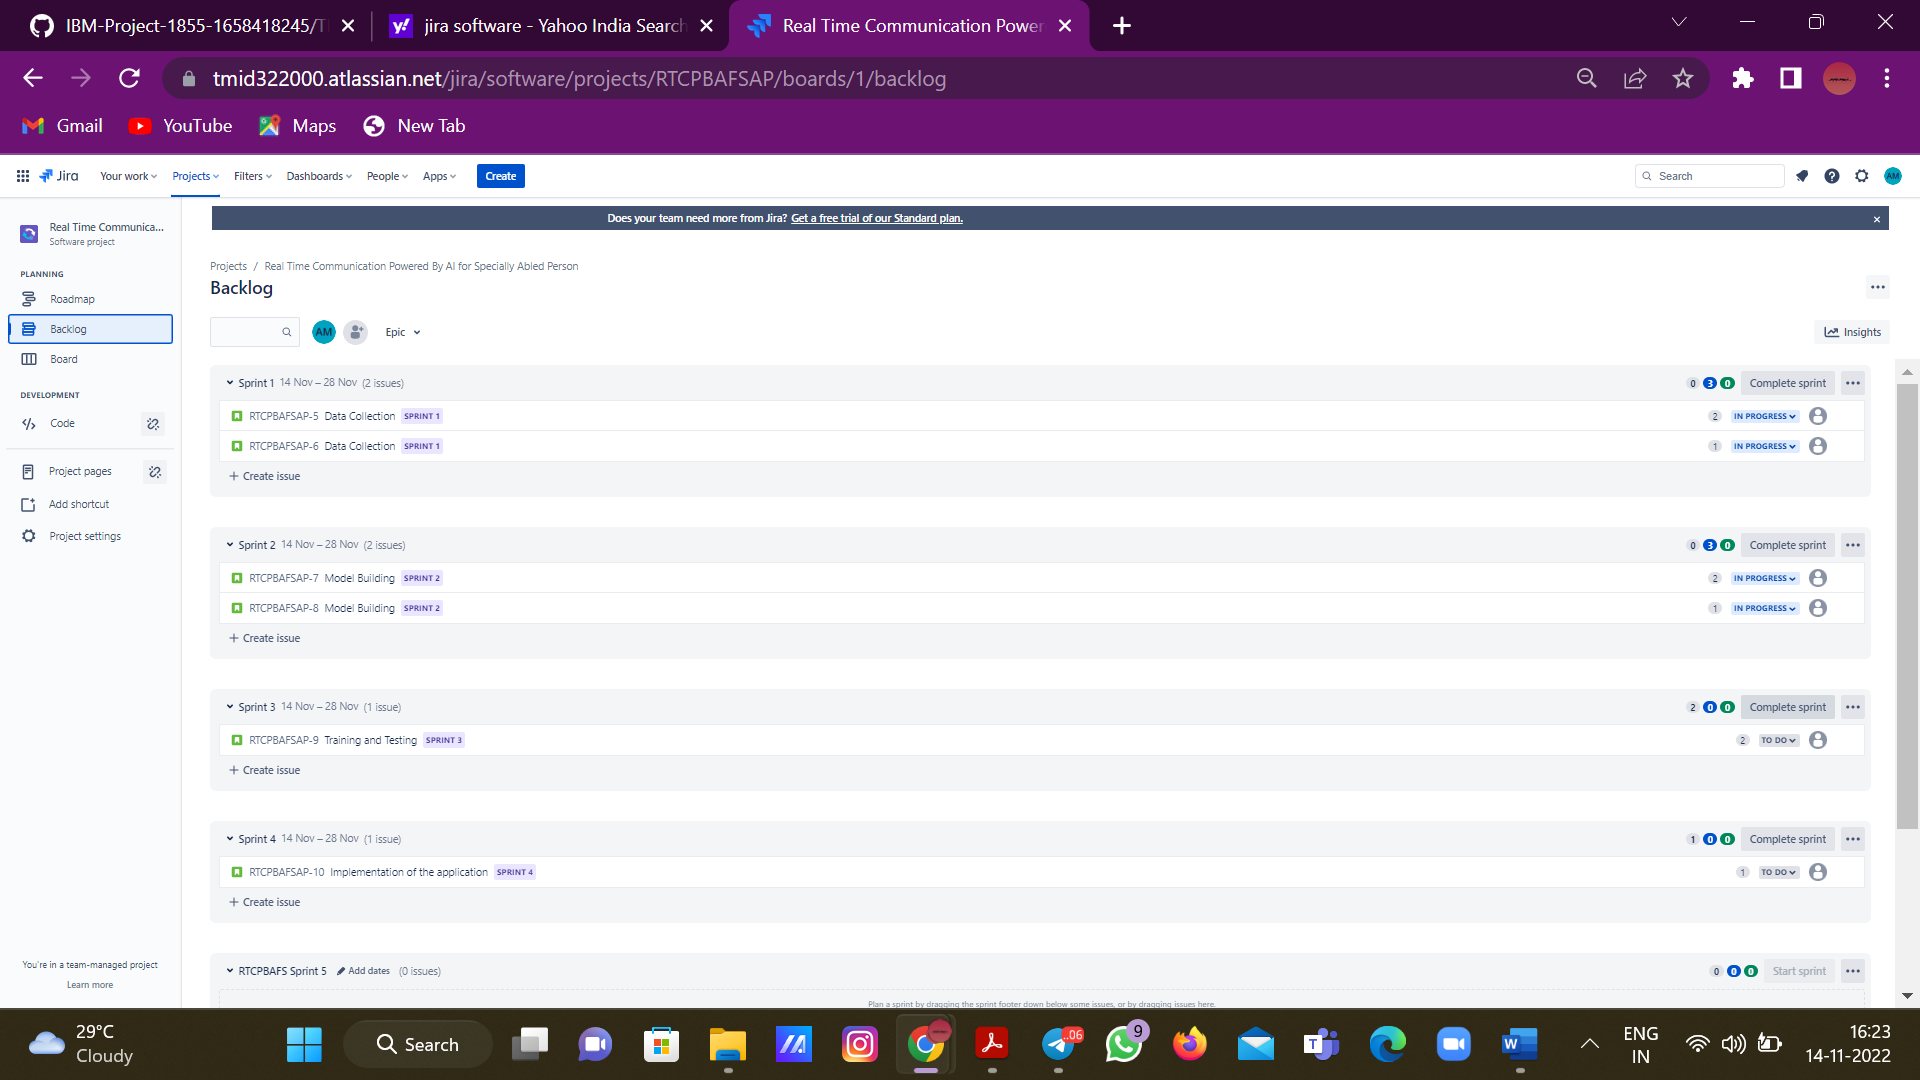 IBM-Project-1855-1658418245/T
jira software - Yahoo India Search
Real Time Communication Power
tmid322000.atlassian.net/jira/software/projects/RTCPBAFSAP/boards/1/backlog
Gmail YouTube Maps New Tab
Jira Your work Projects Filters Dashboards People Apps Create Search AM
Real Time Communica...
Software project
Does your team need more from Jira? Get a free trial of our Standard plan.
PLANNING
Roadmap
Backlog
Board
DEVELOPMENT
Code
Project pages
Add shortcut
Project settings
You're in a team-managed project
Learn more
Projects / Real Time Communication Powered By AI for Specially Abled Person
Backlog
AM Epic Insights
Sprint 1 14 Nov – 28 Nov (2 issues) 0 3 0 Complete sprint
RTCPBAFSAP-5 Data Collection SPRINT 1 2 IN PROGRESS
RTCPBAFSAP-6 Data Collection SPRINT 1 1 IN PROGRESS
+ Create issue
Sprint 2 14 Nov – 28 Nov (2 issues) 0 3 0 Complete sprint
RTCPBAFSAP-7 Model Building SPRINT 2 2 IN PROGRESS
RTCPBAFSAP-8 Model Building SPRINT 2 1 IN PROGRESS
+ Create issue
Sprint 3 14 Nov – 28 Nov (1 issue) 2 0 0 Complete sprint
RTCPBAFSAP-9 Training and Testing SPRINT 3 2 TO DO
+ Create issue
Sprint 4 14 Nov – 28 Nov (1 issue) 1 0 0 Complete sprint
RTCPBAFSAP-10 Implementation of the application SPRINT 4 1 TO DO
+ Create issue
RTCPBAFS Sprint 5 Add dates (0 issues) 0 0 0 Start sprint
Plan a sprint by dragging the sprint footer down below some issues, or by dragging issues here.
29°C
Cloudy
Search
..06
9
ENG
IN
16:23
14-11-2022